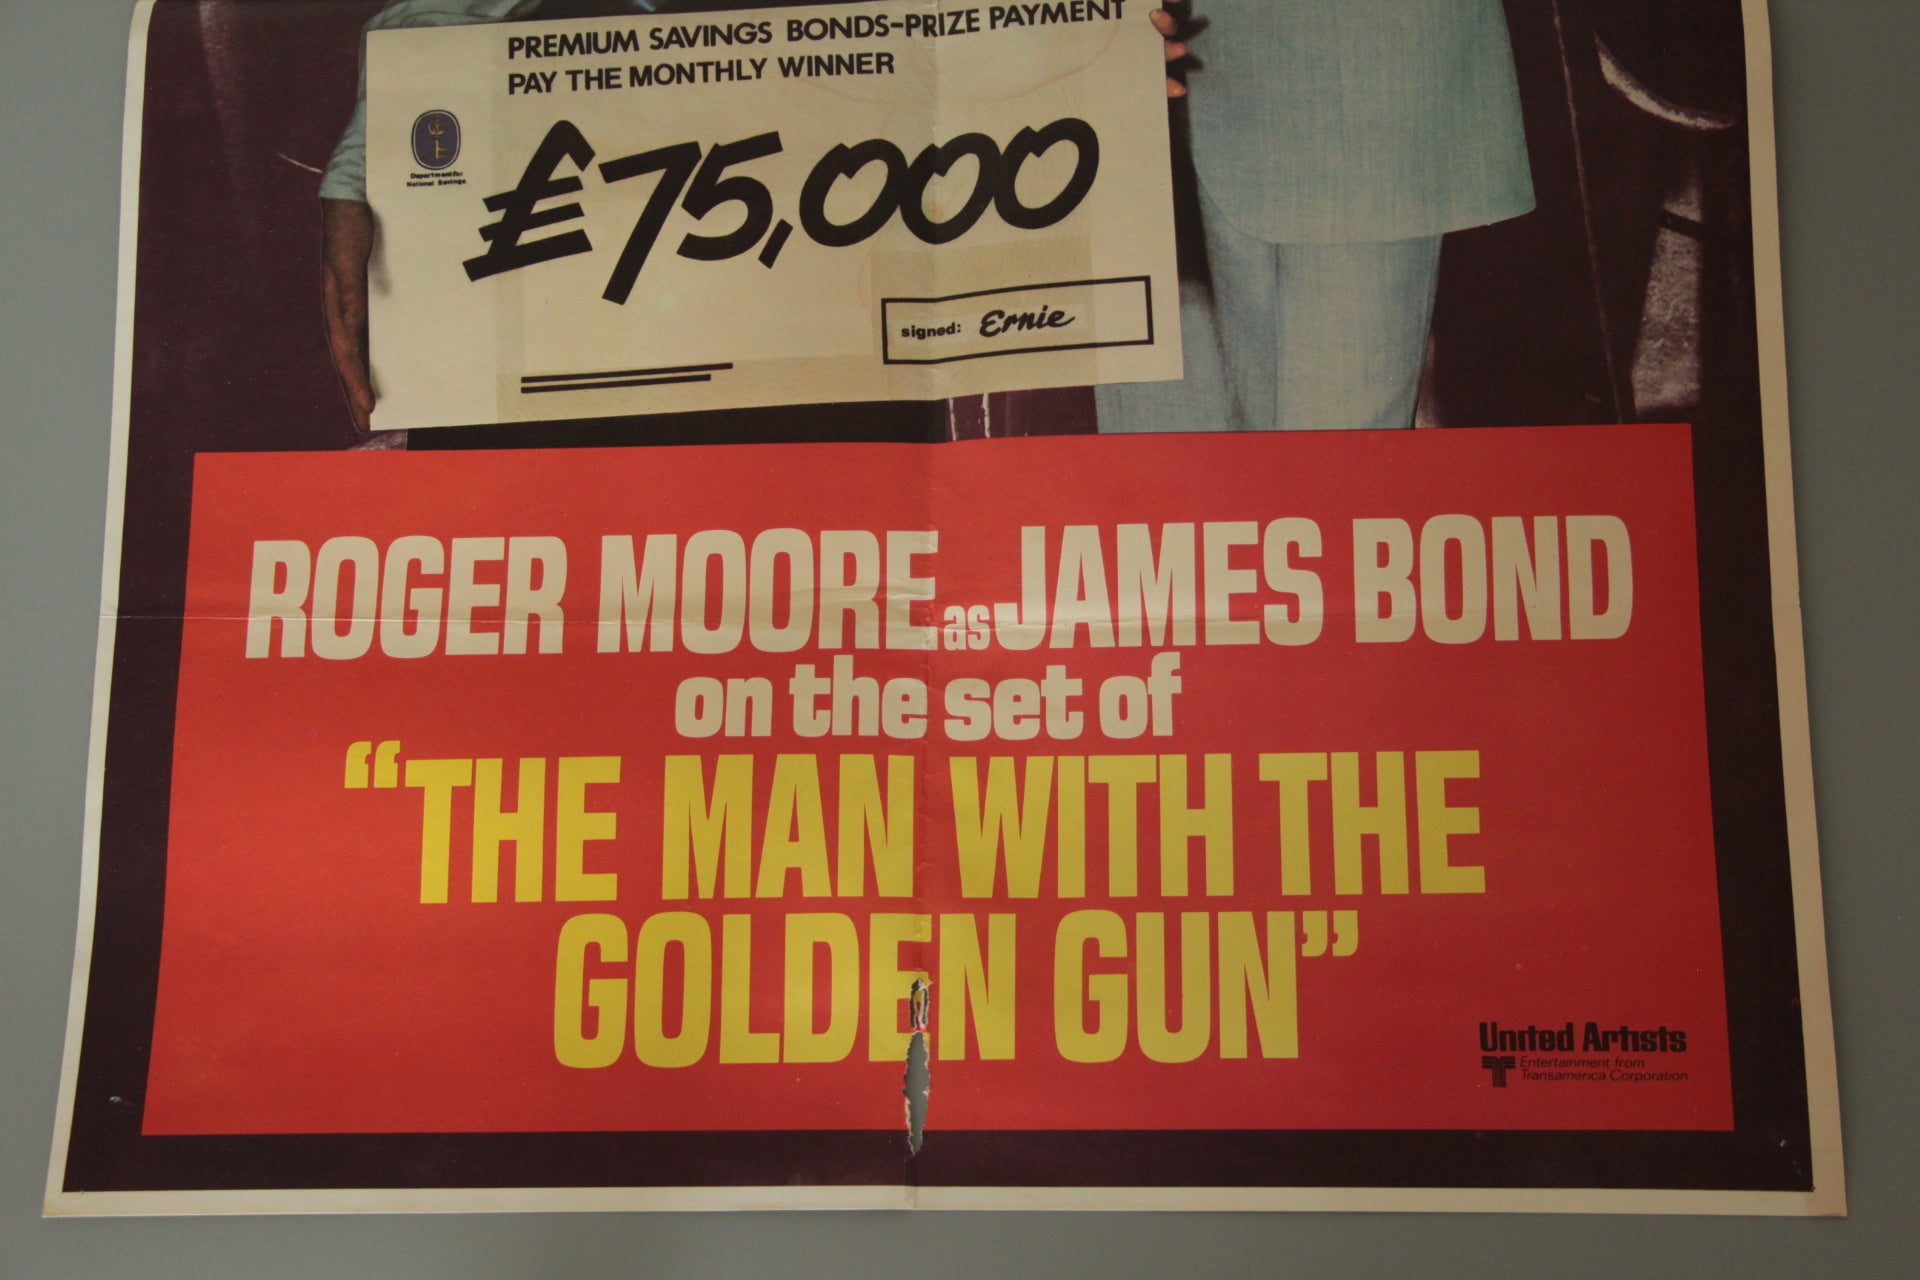 PREMIUM SAVINGS BONDS-PRIZE PAYMENT
PAY THE MONTHLY WINNER
Department for
National Savings
£75,000
signed: Ernie
ROGER MOORE as JAMES BOND
on the set of
“THE MAN WITH THE
GOLDEN GUN”
United Artists
Entertainment from
Transamerica Corporation